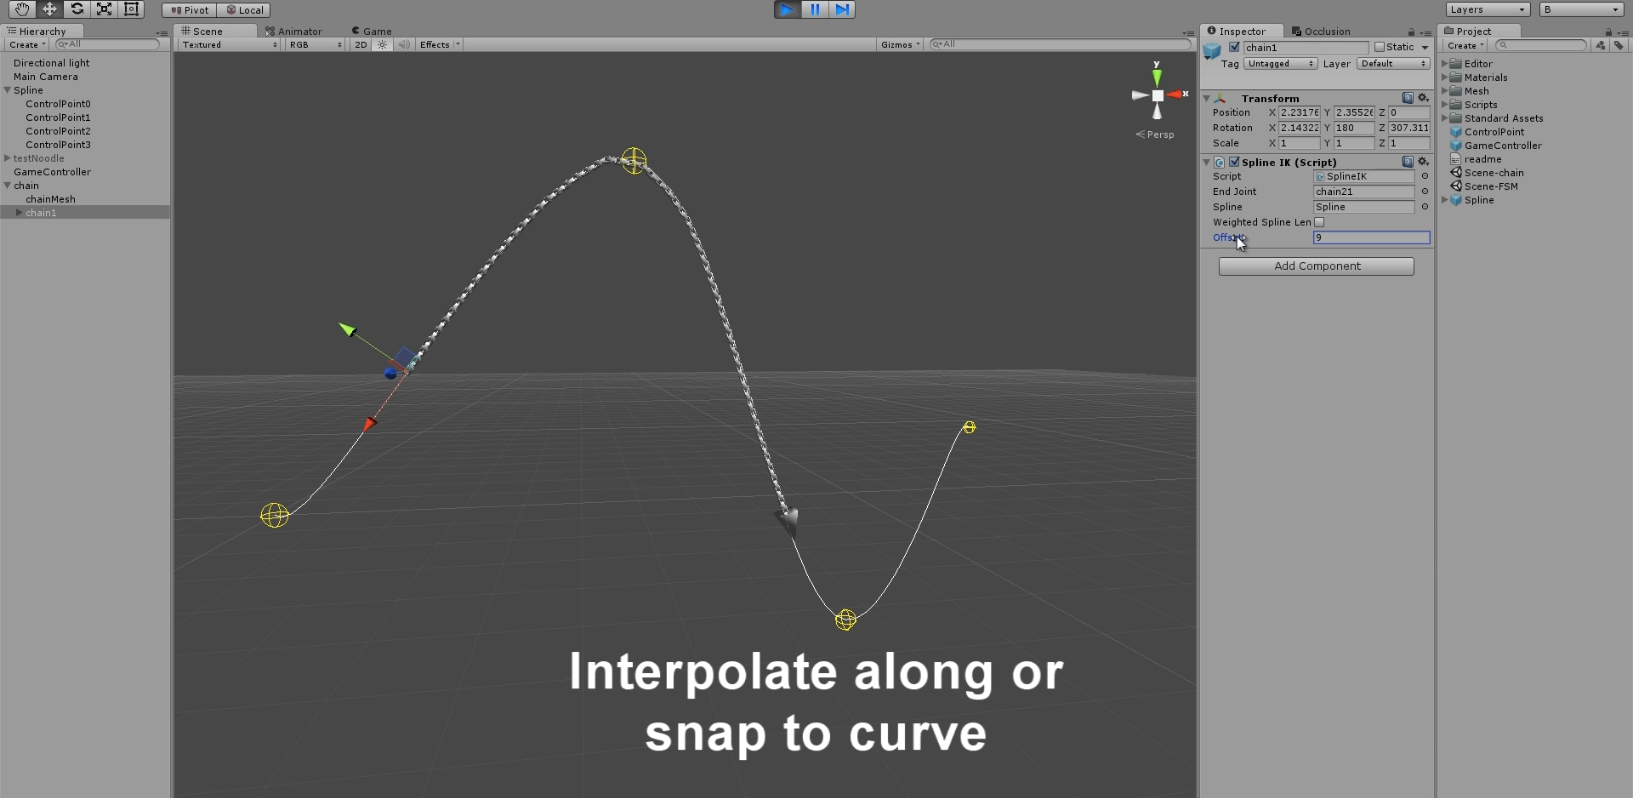 Pivot Local Layers B
Hierarchy
Create All
Directional light
Main Camera
Spline
ControlPoint0
ControlPoint1
ControlPoint2
ControlPoint3
testNoodle
GameController
chain
chainMesh
chain1
Scene Animator Game
Textured RGB 2D Effects Gizmos All
y
x
Persp
Interpolate along or
snap to curve
Inspector Occlusion
chain1 Static
Tag Untagged Layer Default
Transform
Position X 2.23176 Y 2.35526 Z 0
Rotation X 2.14322 Y 180 Z 307.311
Scale X 1 Y 1 Z 1
Spline IK (Script)
Script SplineIK
End Joint chain21
Spline Spline
Weighted Spline Len
9
Add Component
Project
Create
Editor
Materials
Mesh
Scripts
Standard Assets
ControlPoint
GameController
readme
Scene-chain
Scene-FSM
Spline